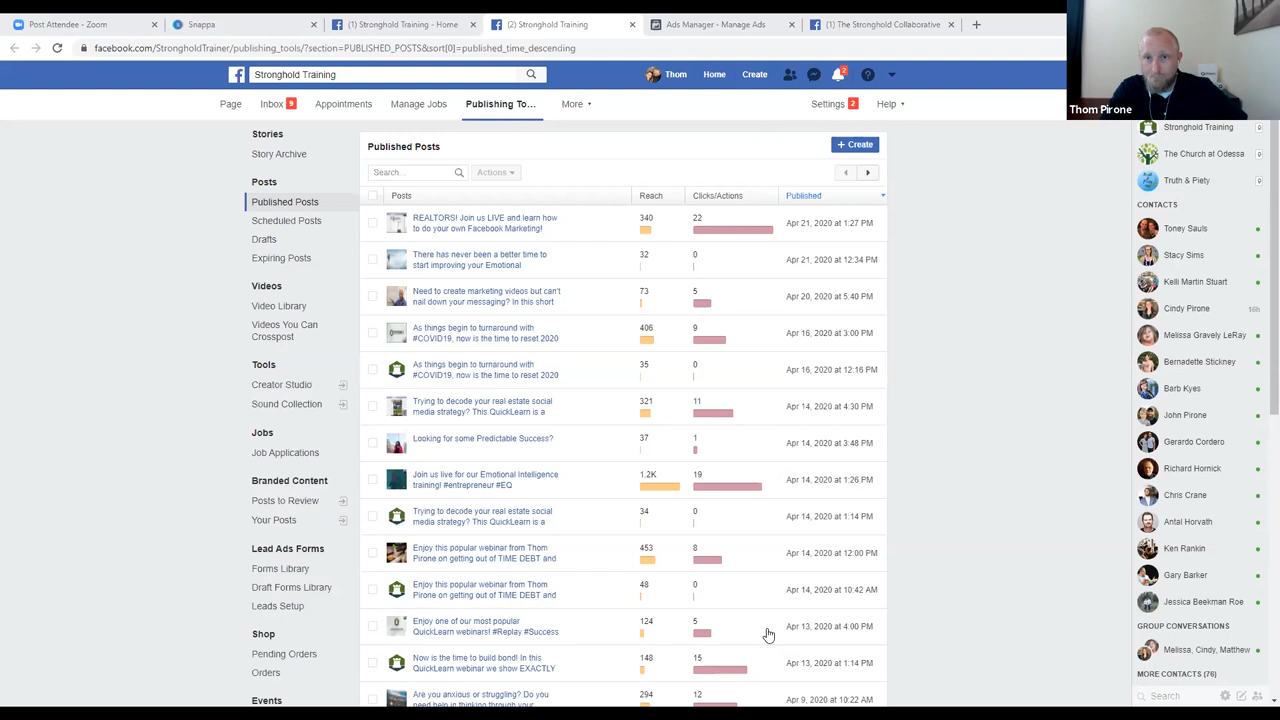 Post Attendee - Zoom
Snappa
(1) Stronghold Training - Home
(2) Stronghold Training
Ads Manager - Manage Ads
(1) The Stronghold Collaborative
facebook.com/StrongholdTrainer/publishing_tools/?section=PUBLISHED_POSTS&sort[0]=published_time_descending
Stronghold Training
Thom
Home
Create
2
Thom Pirone
Page
Inbox 9
Appointments
Manage Jobs
Publishing To...
More
Settings 2
Help
Stories
Story Archive
Posts
Published Posts
Scheduled Posts
Drafts
Expiring Posts
Videos
Video Library
Videos You Can
Crosspost
Tools
Creator Studio
Sound Collection
Jobs
Job Applications
Branded Content
Posts to Review
Your Posts
Lead Ads Forms
Forms Library
Draft Forms Library
Leads Setup
Shop
Pending Orders
Orders
Events
Published Posts
+ Create
Search...
Actions
Posts Reach Clicks/Actions Published
REALTORS! Join us LIVE and learn how
to do your own Facebook Marketing!
340 22 Apr 21, 2020 at 1:27 PM
There has never been a better time to
start improving your Emotional
32 0 Apr 21, 2020 at 12:34 PM
Need to create marketing videos but can't
nail down your messaging? In this short
73 5 Apr 20, 2020 at 5:40 PM
As things begin to turnaround with
#COVID19, now is the time to reset 2020
406 9 Apr 16, 2020 at 3:00 PM
As things begin to turnaround with
#COVID19, now is the time to reset 2020
35 0 Apr 16, 2020 at 12:16 PM
Trying to decode your real estate social
media strategy? This QuickLearn is a
321 11 Apr 14, 2020 at 4:30 PM
Looking for some Predictable Success?
37 1 Apr 14, 2020 at 3:48 PM
Join us live for our Emotional Intelligence
training! #entrepreneur #EQ
1.2K 19 Apr 14, 2020 at 1:26 PM
Trying to decode your real estate social
media strategy? This QuickLearn is a
34 0 Apr 14, 2020 at 1:14 PM
Enjoy this popular webinar from Thom
Pirone on getting out of TIME DEBT and
453 8 Apr 14, 2020 at 12:00 PM
Enjoy this popular webinar from Thom
Pirone on getting out of TIME DEBT and
48 0 Apr 14, 2020 at 10:42 AM
Enjoy one of our most popular
QuickLearn webinars! #Replay #Success
124 5 Apr 13, 2020 at 4:00 PM
Now is the time to build bond! In this
QuickLearn webinar we show EXACTLY
148 15 Apr 13, 2020 at 1:14 PM
Are you anxious or struggling? Do you
need help in thinking through your
294 12 Apr 9, 2020 at 10:22 AM
Stronghold Training
The Church at Odessa
Truth & Piety
CONTACTS
Toney Sauls
Stacy Sims
Kelli Martin Stuart
Cindy Pirone 16h
Melissa Gravely LeRay
Bernadette Stickney
Barb Kyes
John Pirone
Gerardo Cordero
Richard Hornick
Chris Crane
Antal Horvath
Ken Rankin
Gary Barker
Jessica Beekman Roe
GROUP CONVERSATIONS
Melissa, Cindy, Matthew
MORE CONTACTS (76)
Search